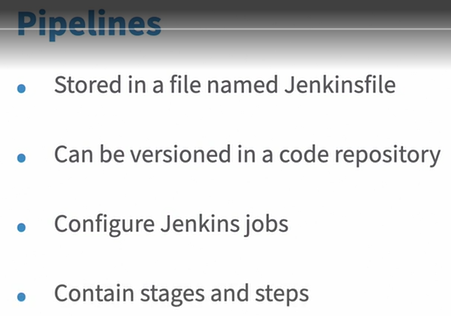 Pipelines
Stored in a file named Jenkinsfile
Can be versioned in a code repository
Configure Jenkins jobs
Contain stages and steps